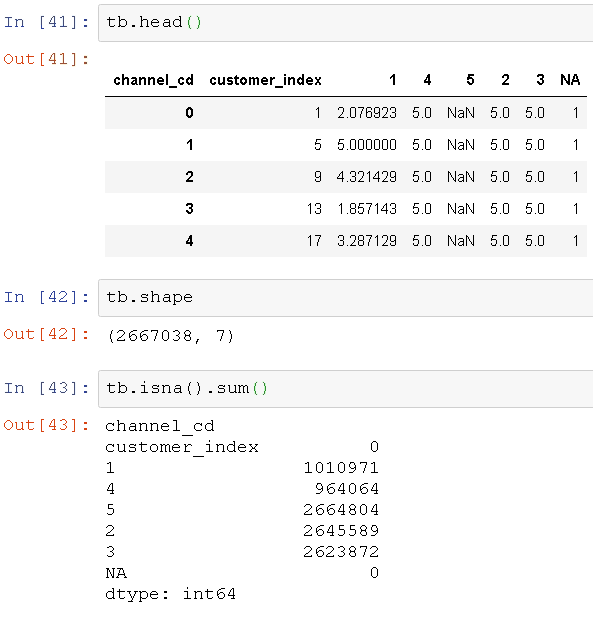 In [41]: tb.head()
Out[41]:
channel_cd customer_index 1 4 5 2 3 NA
0 1 2.076923 5.0 NaN 5.0 5.0 1
1 5 5.000000 5.0 NaN 5.0 5.0 1
2 9 4.321429 5.0 NaN 5.0 5.0 1
3 13 1.857143 5.0 NaN 5.0 5.0 1
4 17 3.287129 5.0 NaN 5.0 5.0 1
In [42]: tb.shape
Out[42]: (2667038, 7)
In [43]: tb.isna().sum()
Out[43]: channel_cd
customer_index 0
1 1010971
4 964064
5 2664804
2 2645589
3 2623872
NA 0
dtype: int64